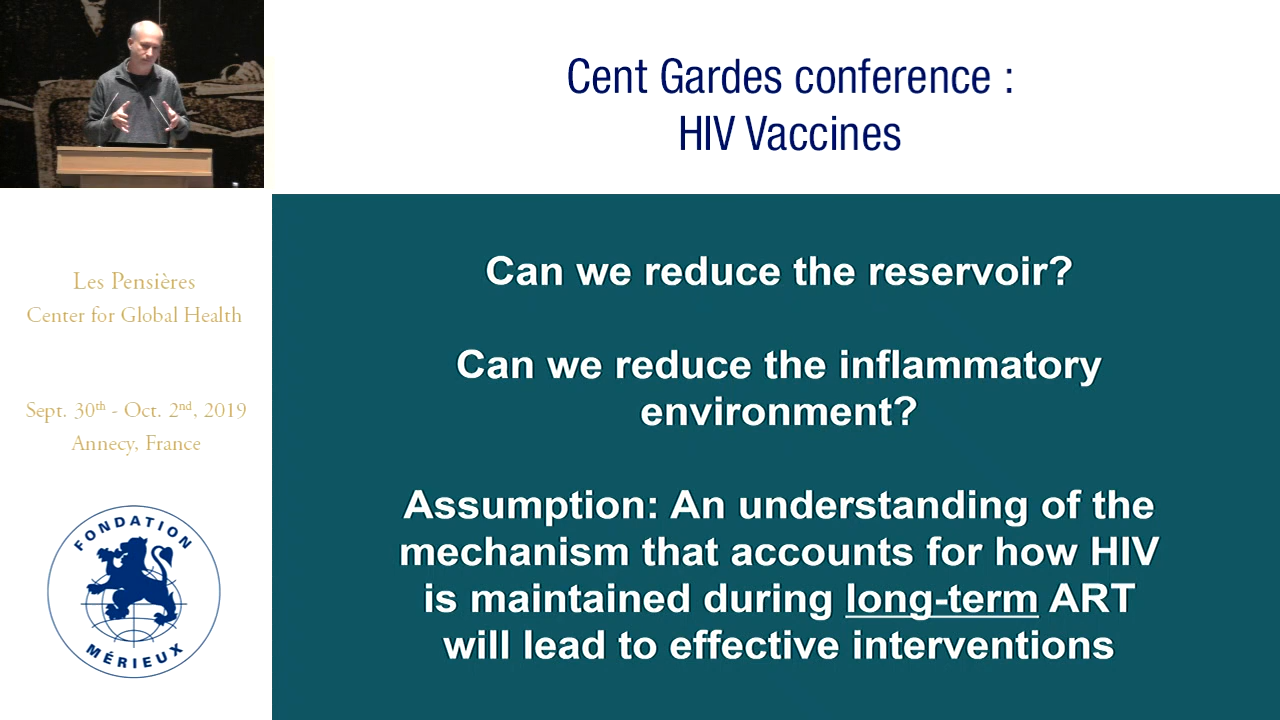 Cent Gardes conference :
HIV Vaccines
Les Pensières
Center for Global Health
Sept. 30th - Oct. 2nd, 2019
Annecy, France
FONDATION
MÉRIEUX
Can we reduce the reservoir?
Can we reduce the inflammatory
environment?
Assumption: An understanding of the
mechanism that accounts for how HIV
is maintained during long-term ART
will lead to effective interventions